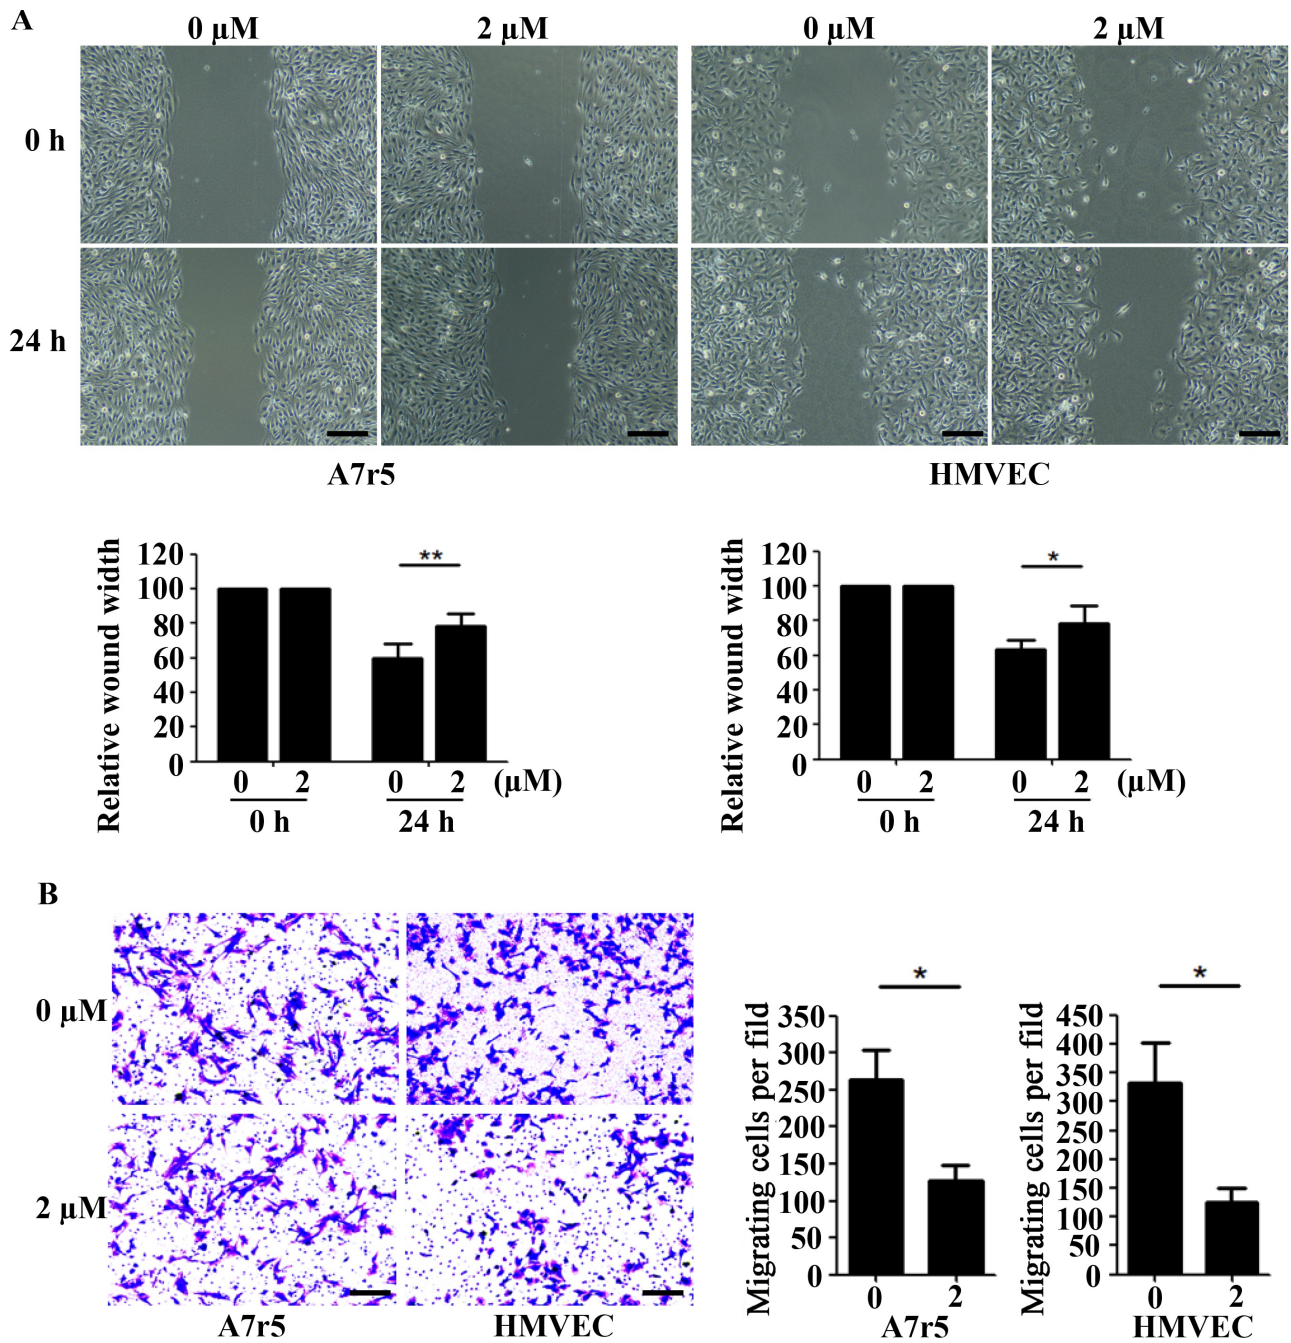 A
0 μM 2 μM 0 μM 2 μM
0 h
24 h
A7r5 HMVEC
Relative wound width
120
100
80
60
40
20
0
**
0 2 0 2 (μM)
0 h 24 h
Relative wound width
120
100
80
60
40
20
0
*
0 2 0 2 (μM)
0 h 24 h
B
0 μM
2 μM
A7r5 HMVEC
Migrating cells per fild
350
300
250
200
150
100
50
0
*
0 2
A7r5
Migrating cells per fild
450
400
350
300
250
200
150
100
50
0
*
0 2
HMVEC